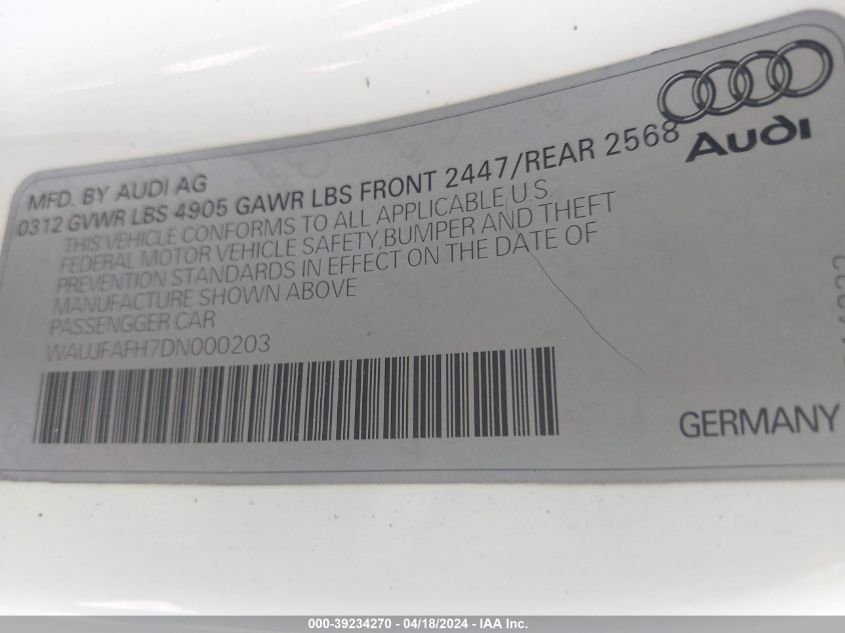 Audi
MFD. BY AUDI AG
0312 GVWR LBS 4905 GAWR LBS FRONT 2447/REAR 2568
THIS VEHICLE CONFORMS TO ALL APPLICABLE U.S.
FEDERAL MOTOR VEHICLE SAFETY, BUMPER AND THEFT
PREVENTION STANDARDS IN EFFECT ON THE DATE OF
MANUFACTURE SHOWN ABOVE
PASSENGGER CAR
WAUJFAFH7DN000203
GERMANY
000-39234270 - 04/18/2024 - IAA Inc.